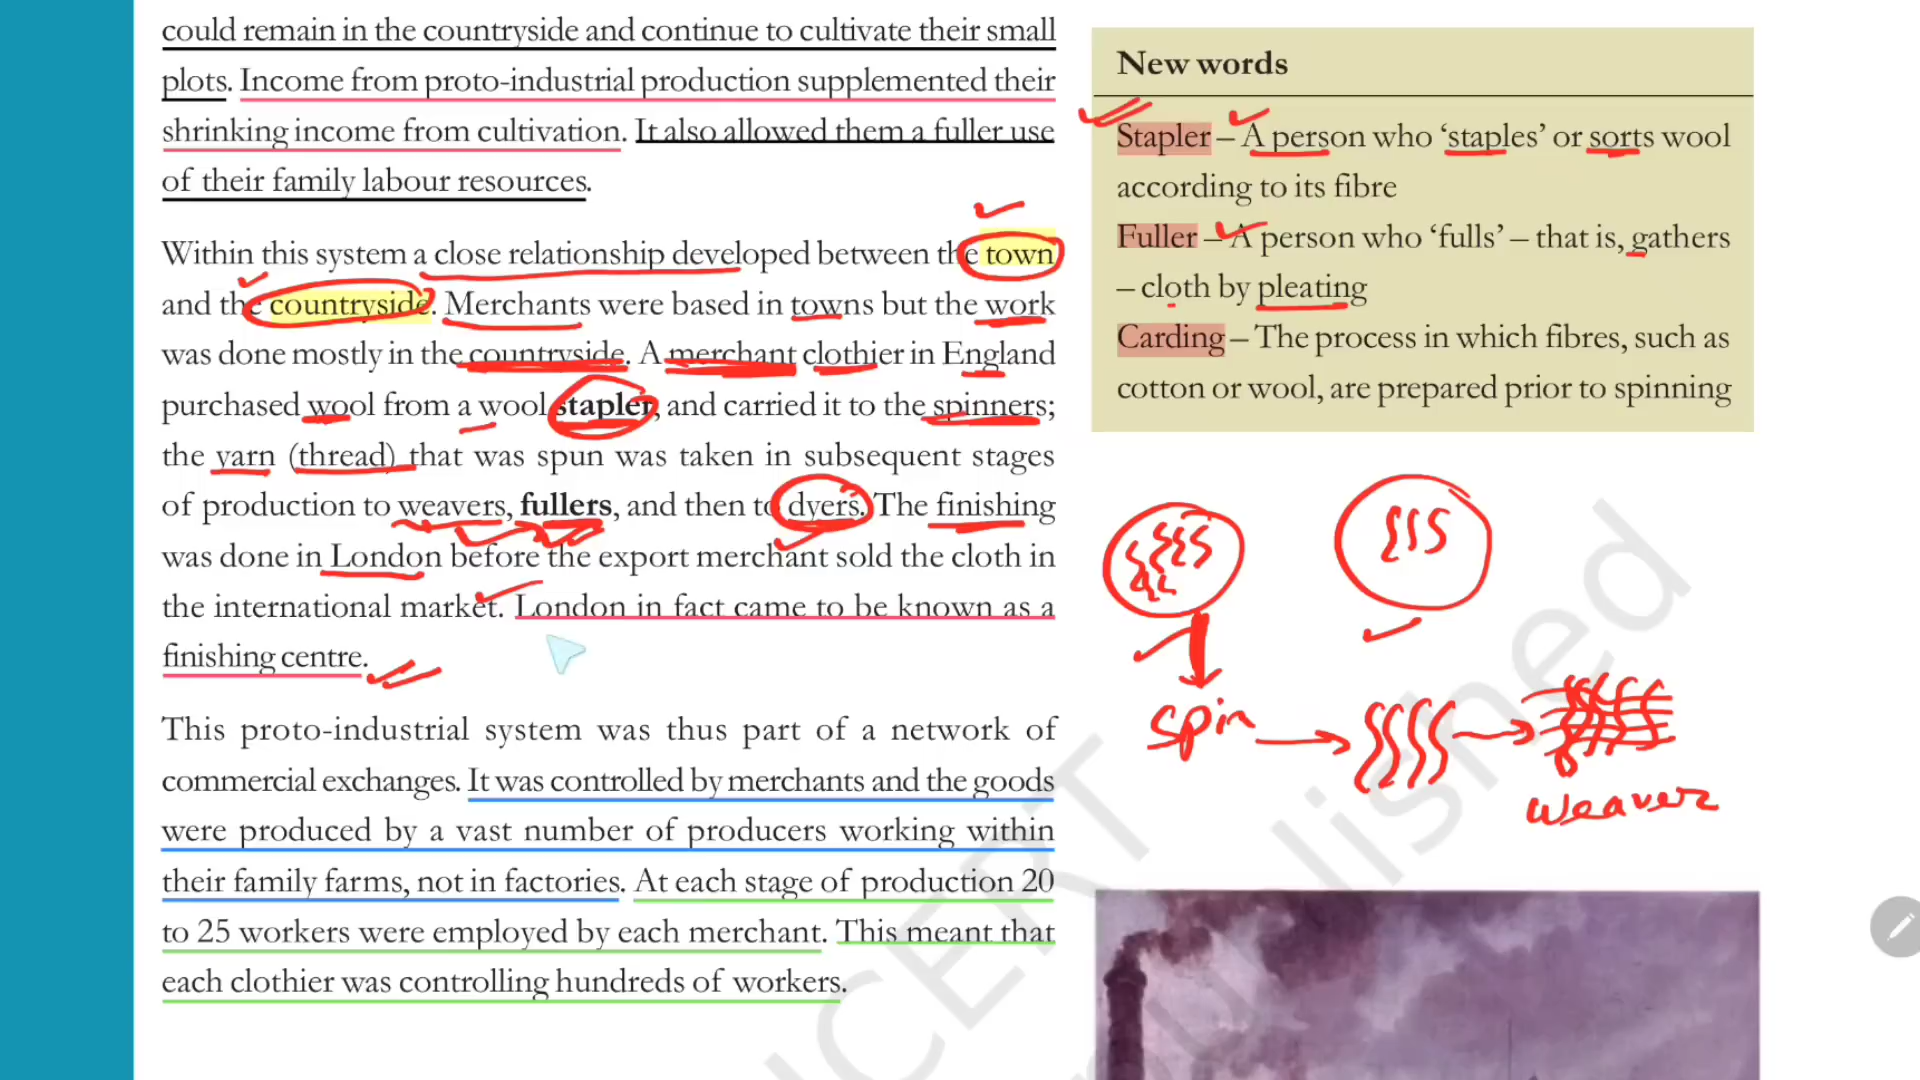 could remain in the countryside and continue to cultivate their small
plots. Income from proto-industrial production supplemented their
shrinking income from cultivation. It also allowed them a fuller use
of their family labour resources.
Within this system a close relationship developed between the town
and the countryside. Merchants were based in towns but the work
was done mostly in the countryside. A merchant clothier in England
purchased wool from a wool stapler, and carried it to the spinners;
the yarn (thread) that was spun was taken in subsequent stages
of production to weavers, fullers, and then to dyers. The finishing
was done in London before the export merchant sold the cloth in
the international market. London in fact came to be known as a
finishing centre.
This proto-industrial system was thus part of a network of
commercial exchanges. It was controlled by merchants and the goods
were produced by a vast number of producers working within
their family farms, not in factories. At each stage of production 20
to 25 workers were employed by each merchant. This meant that
each clothier was controlling hundreds of workers.
New words
Stapler – A person who ‘staples’ or sorts wool
according to its fibre
Fuller – A person who ‘fulls’ – that is, gathers
– cloth by pleating
Carding – The process in which fibres, such as
cotton or wool, are prepared prior to spinning
spin
weaver